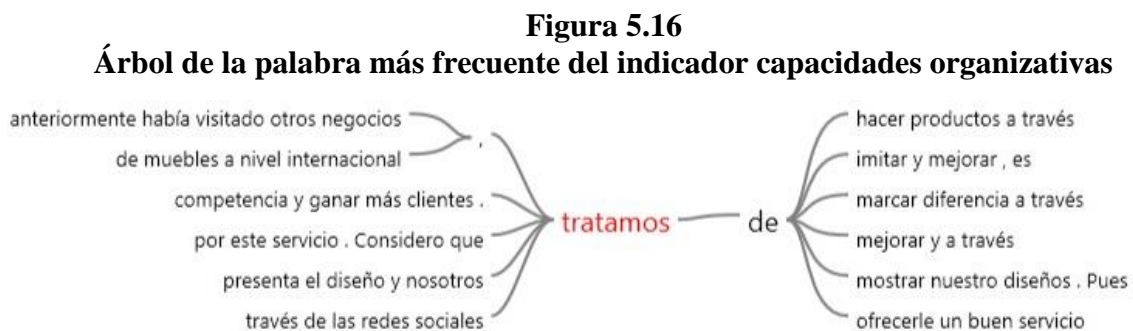 Figura 5.16
Árbol de la palabra más frecuente del indicador capacidades organizativas
anteriormente había visitado otros negocios
de muebles a nivel internacional
,
competencia y ganar más clientes .
por este servicio . Considero que
presenta el diseño y nosotros
través de las redes sociales
tratamos
de
hacer productos a través
imitar y mejorar , es
marcar diferencia a través
mejorar y a través
mostrar nuestro diseños . Pues
ofrecerle un buen servicio